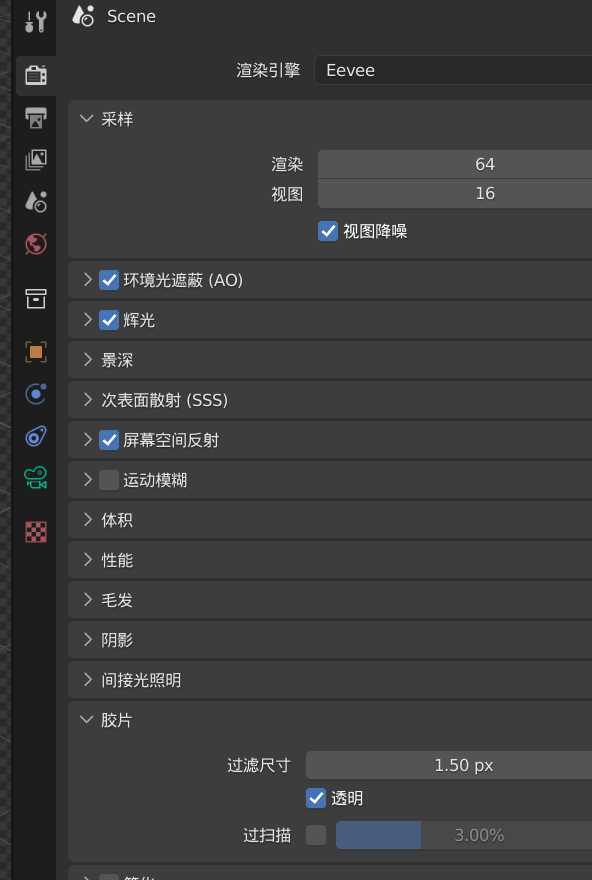 Scene
渲染引擎 Eevee
采样
渲染 64
视图 16
视图降噪
环境光遮蔽 (AO)
辉光
景深
次表面散射 (SSS)
屏幕空间反射
运动模糊
体积
性能
毛发
阴影
间接光照明
胶片
过滤尺寸 1.50 px
透明
过扫描 3.00%